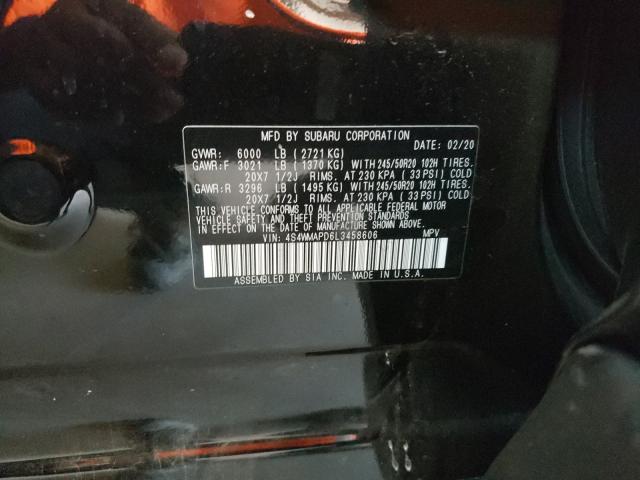 MFD BY SUBARU CORPORATION
DATE: 02/20
GVWR: 6000 LB (2721KG)
GAWR:F 3021 LB (1370 KG) WITH 245/50R20 102H TIRES.
20X7 1/2J RIMS. AT 230 KPA (33 PSI) COLD
GAWR:R 3296 LB (1495 KG) WITH 245/50R20 102H TIRES.
20X7 1/2J RIMS. AT 230 KPA (33 PSI) COLD
THIS VEHICLE CONFORMS TO ALL APPLICABLE FEDERAL MOTOR
VEHICLE SAFETY AND THEFT PREVENTION STANDARDS
IN EFFECT ON THE DATE OF MANUFACTURE SHOWN ABOVE.
VIN: 4S4WMAPD6L3458606 MPV
ASSEMBLED BY SIA INC. MADE IN U.S.A.